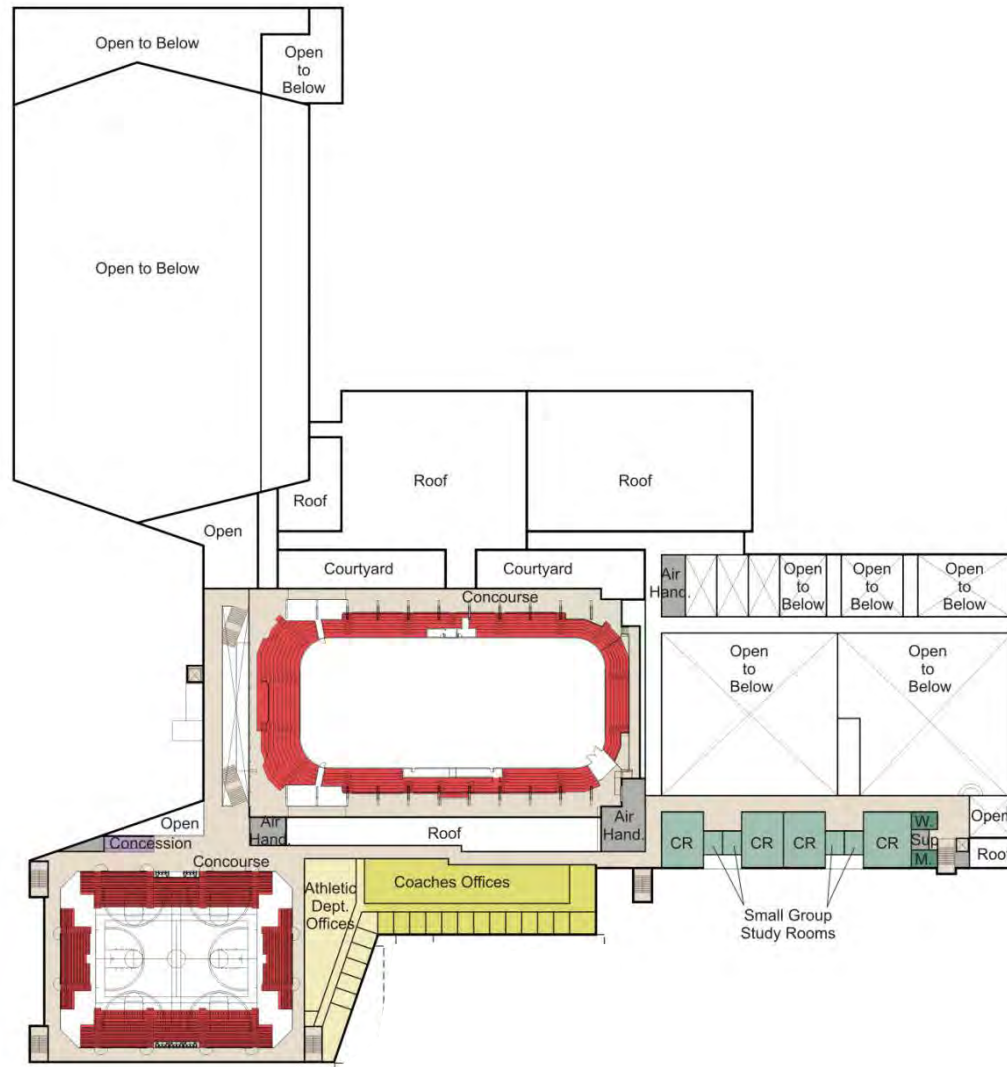 Open to Below
Open
to
Below
Open to Below
Roof
Roof
Roof
Open
Courtyard
Courtyard
Concourse
Air
Hand.
Open
to
Below
Open
to
Below
Open
to
Below
Open
to
Below
Open
to
Below
Open
Concession
Air
Hand.
Roof
Air
Hand.
CR
CR
CR
CR
W.
Sup
M.
Open
Roof
Concourse
Athletic
Dept.
Offices
Coaches Offices
Small Group
Study Rooms